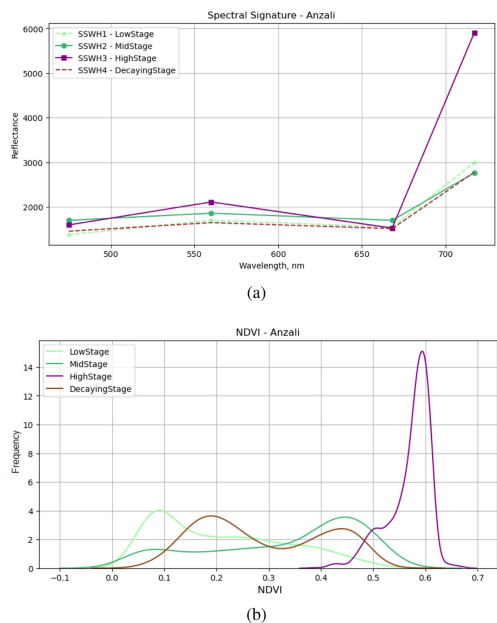 Spectral Signature - Anzali
SSWH1 - LowStage
SSWH2 - MidStage
SSWH3 - HighStage
SSWH4 - DecayingStage
6000
5000
4000
3000
2000
Reflectance
500
550
600
650
700
Wavelength, nm
(a)
NDVI - Anzali
LowStage
MidStage
HighStage
DecayingStage
14
12
10
8
6
4
2
0
Frequency
−0.1
0.0
0.1
0.2
0.3
0.4
0.5
0.6
0.7
NDVI
(b)